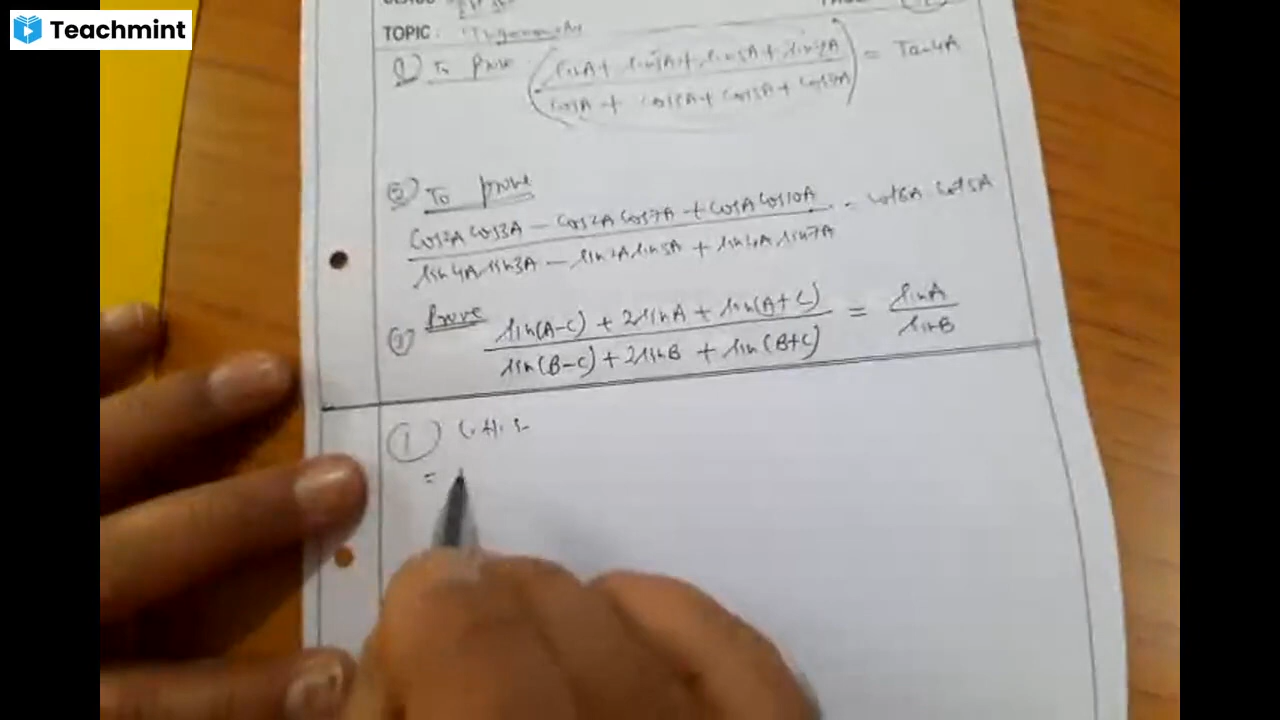 Teachmint
TOPIC :
① To prove (sinA + sin3A + sin5A + sin7A / cosA + cos3A + cos5A + cos7A) = Tan4A
② To prove
cos2A cos3A - cos2A cos7A + cosA cos10A / sin4A sin3A - sin2A sin5A + sin4A sin7A = cot6A cot5A
③ Prove sin(A-C) + 2sinA + sin(A+C) / sin(B-C) + 2sinB + sin(B+C) = sinA / sinB
① L.H.S
=